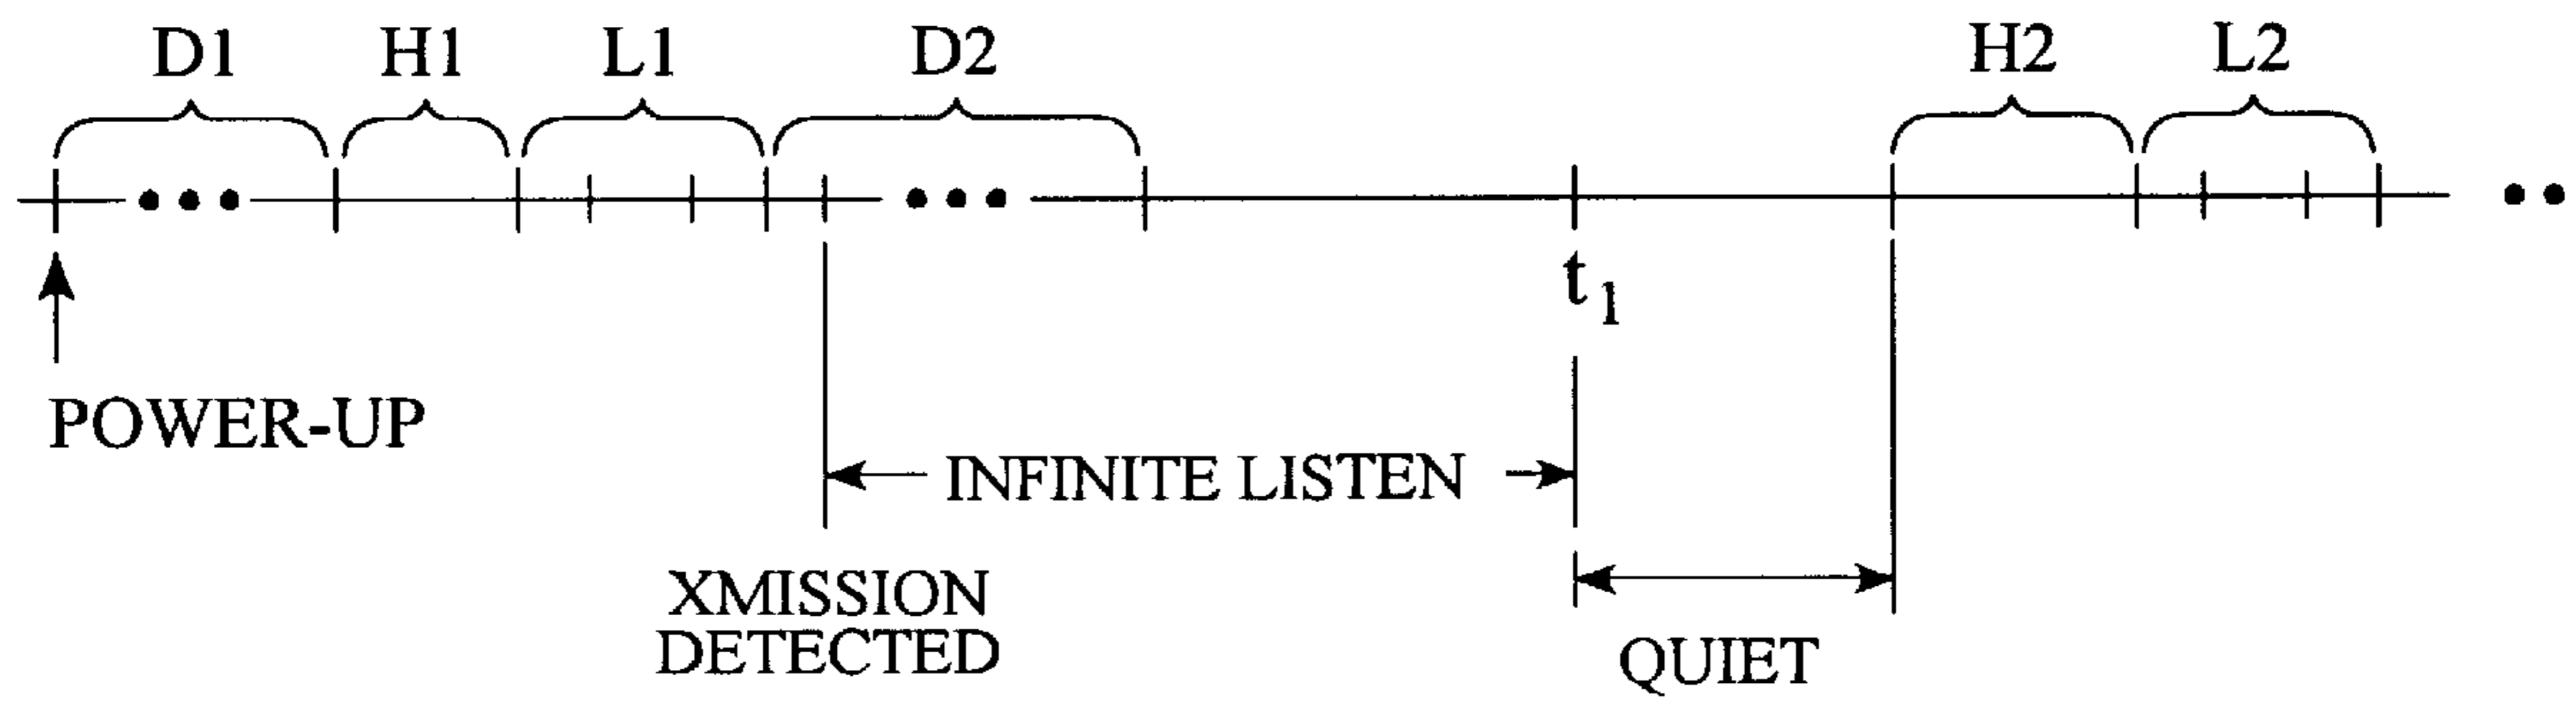 D1 H1 L1 D2 H2 L2
t1
POWER-UP
INFINITE LISTEN
XMISSION
DETECTED
QUIET